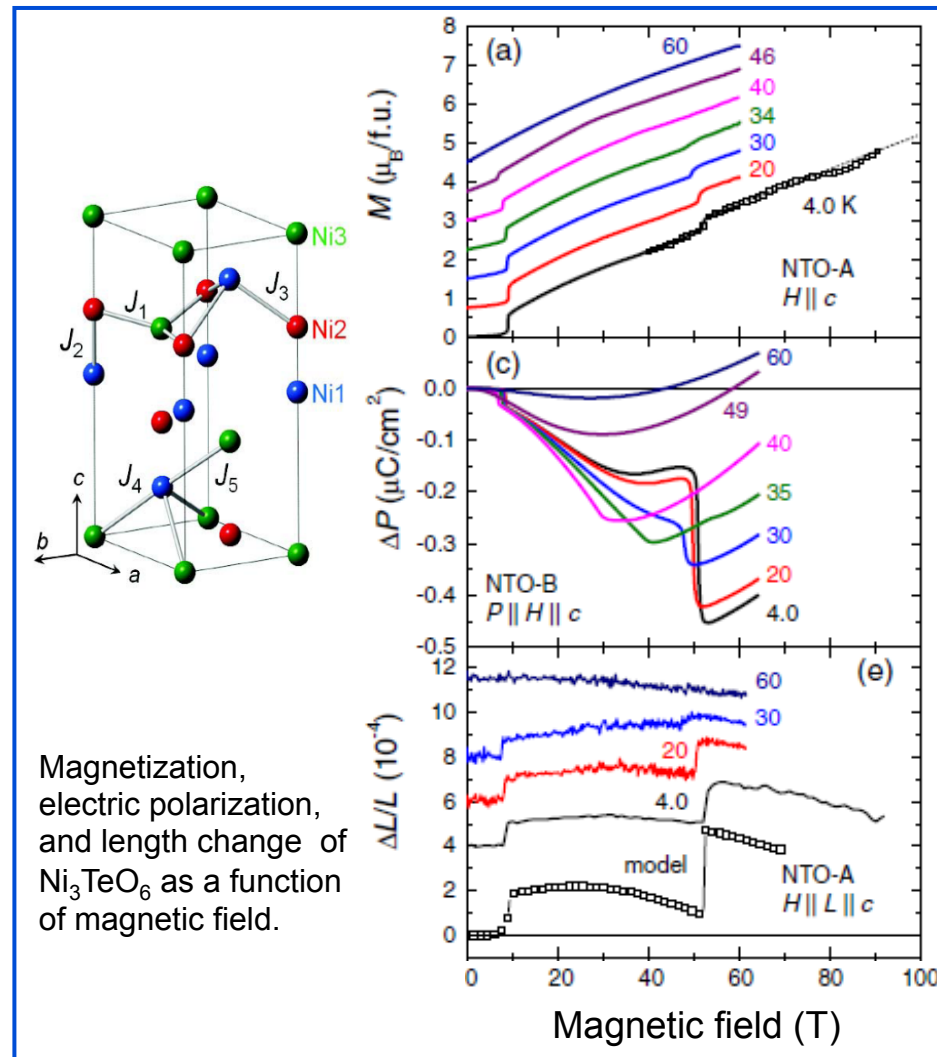 Ni3
J₃
J₁
Ni2
J₂
Ni1
J₄
J₅
c
b
a
Magnetization,
electric polarization,
and length change of
Ni₃TeO₆ as a function
of magnetic field.
(a)
M (μ_B/f.u.)
8
7
6
5
4
3
2
1
0
60
46
40
34
30
20
4.0 K
NTO-A
H || c
(c)
ΔP (μC/cm²)
0.0
-0.1
-0.2
-0.3
-0.4
-0.5
60
49
40
35
30
20
4.0
NTO-B
P || H || c
(e)
ΔL/L (10⁻⁴)
12
10
8
6
4
2
0
60
30
20
4.0
model
NTO-A
H || L || c
0 20 40 60 80 100
Magnetic field (T)